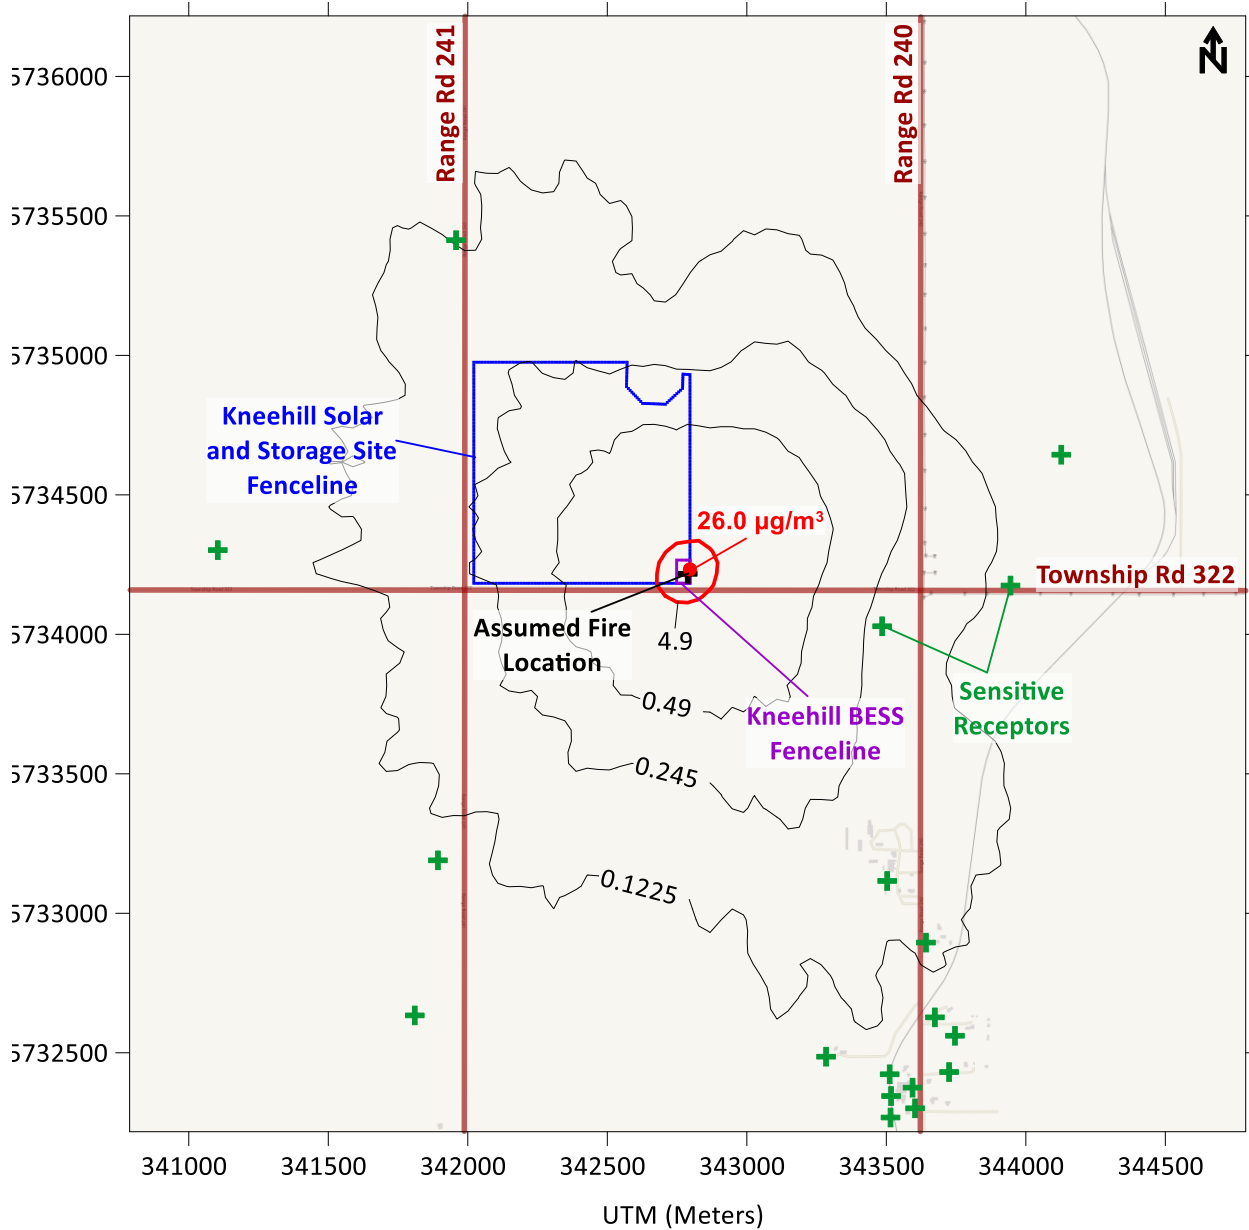 Range Rd 241
Range Rd 240
N
5736000
5735500
5735000
5734500
5734000
5733500
5733000
5732500
Kneehill Solar
and Storage Site
Fenceline
26.0 µg/m³
Township Rd 322
Assumed Fire
Location
4.9
0.49
Kneehill BESS
Fenceline
Sensitive
Receptors
0.245
0.1225
341000
341500
342000
342500
343000
343500
344000
344500
UTM (Meters)